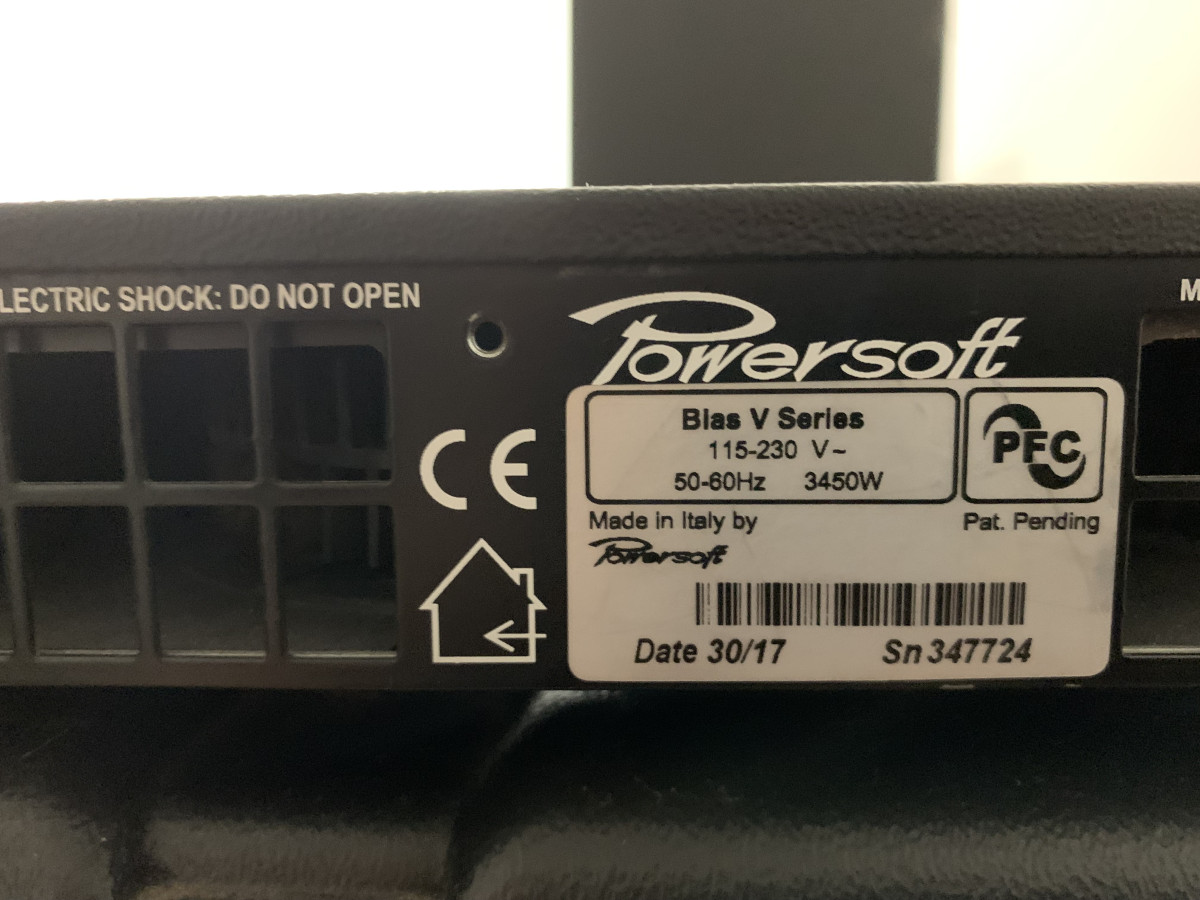 LECTRIC SHOCK: DO NOT OPEN
M
Powersoft
CE
Bias V Series
115-230 V~
50-60Hz 3450W
PFC
Made in Italy by
Pat. Pending
Powersoft
Date 30/17
Sn 347724